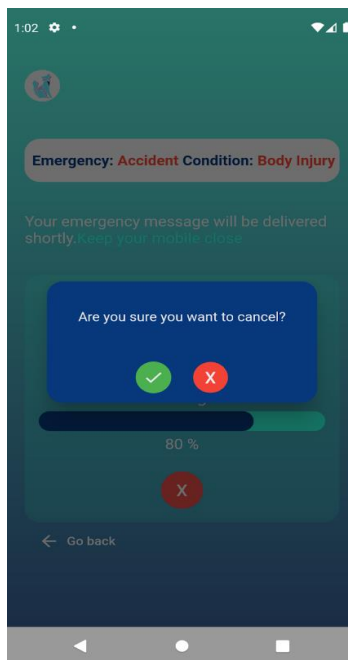 1:02
Emergency: Accident Condition: Body Injury
Your emergency message will be delivered
shortly.Keep your mobile close
Are you sure you want to cancel?
X
80 %
X
Go back